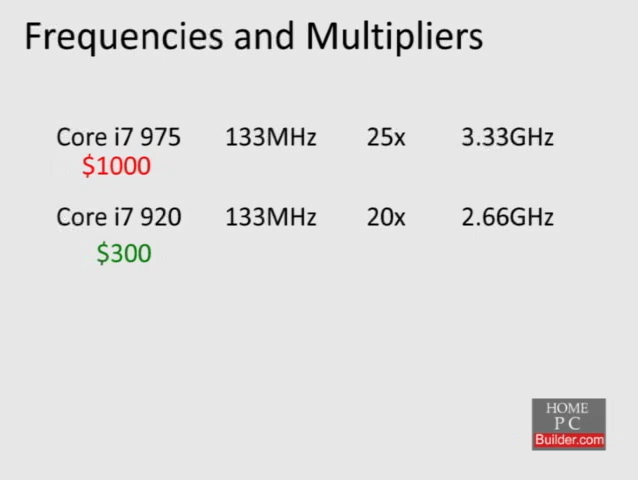 Frequencies and Multipliers
Core i7 975 133MHz 25x 3.33GHz
$1000
Core i7 920 133MHz 20x 2.66GHz
$300
HOME
PC
Builder.com